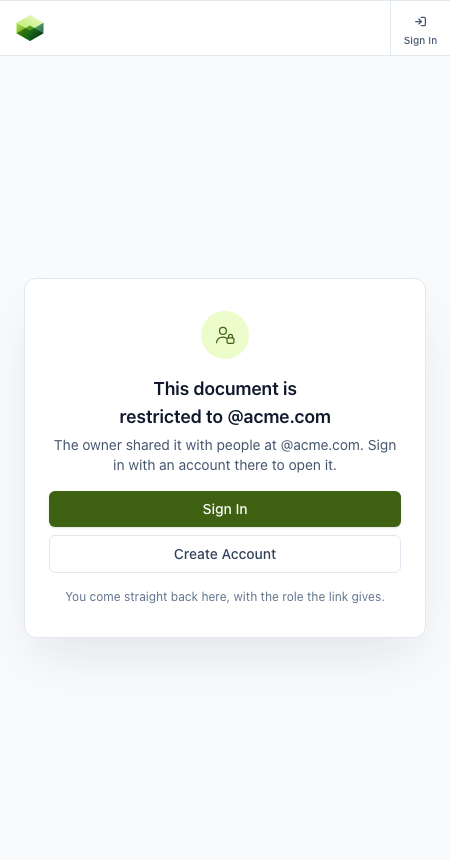 Sign In
This document is
restricted to @acme.com
The owner shared it with people at @acme.com. Sign
in with an account there to open it.
Sign In
Create Account
You come straight back here, with the role the link gives.